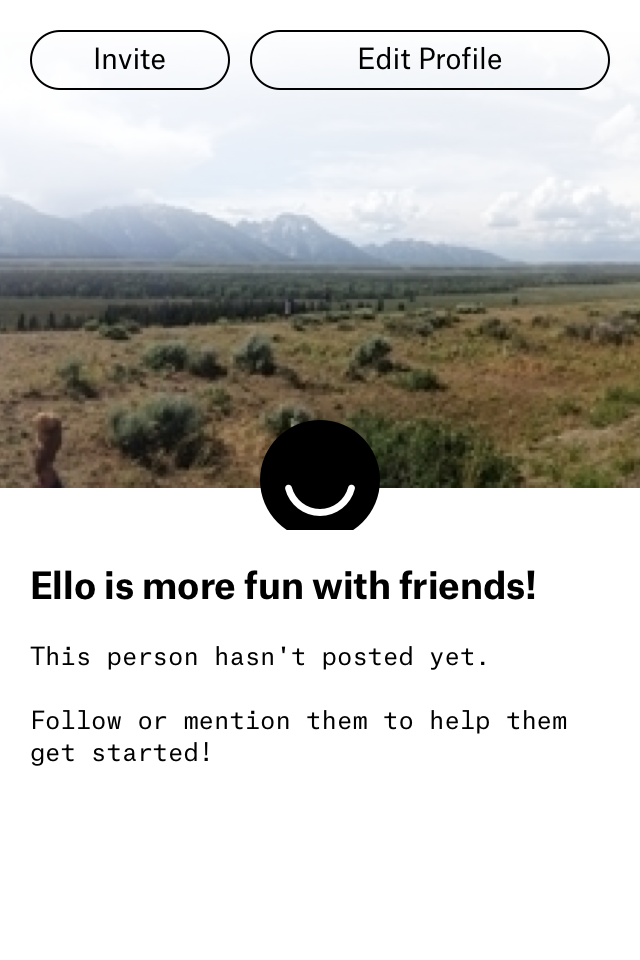 Invite
Edit Profile
Ello is more fun with friends!
This person hasn't posted yet.
Follow or mention them to help them
get started!